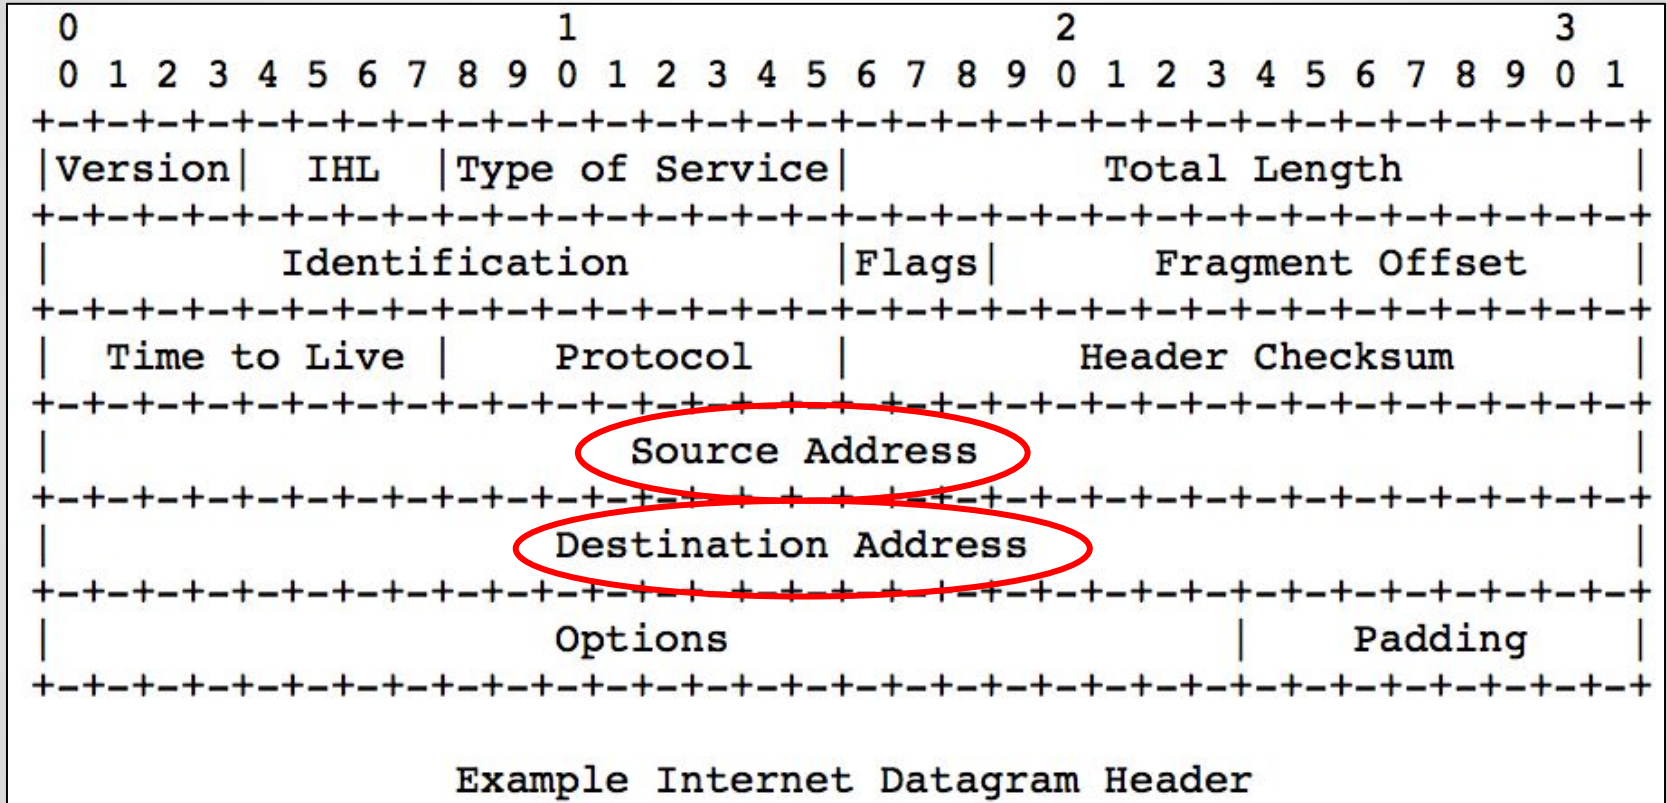 0                   1                   2                   3
 0 1 2 3 4 5 6 7 8 9 0 1 2 3 4 5 6 7 8 9 0 1 2 3 4 5 6 7 8 9 0 1
+-+-+-+-+-+-+-+-+-+-+-+-+-+-+-+-+-+-+-+-+-+-+-+-+-+-+-+-+-+-+-+-+
|Version|  IHL  |Type of Service|          Total Length         |
+-+-+-+-+-+-+-+-+-+-+-+-+-+-+-+-+-+-+-+-+-+-+-+-+-+-+-+-+-+-+-+-+
|         Identification        |Flags|      Fragment Offset    |
+-+-+-+-+-+-+-+-+-+-+-+-+-+-+-+-+-+-+-+-+-+-+-+-+-+-+-+-+-+-+-+-+
|  Time to Live |    Protocol   |         Header Checksum       |
+-+-+-+-+-+-+-+-+-+-+-+-+-+-+-+-+-+-+-+-+-+-+-+-+-+-+-+-+-+-+-+-+
|                       Source Address                          |
+-+-+-+-+-+-+-+-+-+-+-+-+-+-+-+-+-+-+-+-+-+-+-+-+-+-+-+-+-+-+-+-+
|                    Destination Address                        |
+-+-+-+-+-+-+-+-+-+-+-+-+-+-+-+-+-+-+-+-+-+-+-+-+-+-+-+-+-+-+-+-+
|                    Options                    |    Padding    |
+-+-+-+-+-+-+-+-+-+-+-+-+-+-+-+-+-+-+-+-+-+-+-+-+-+-+-+-+-+-+-+-+
Example Internet Datagram Header